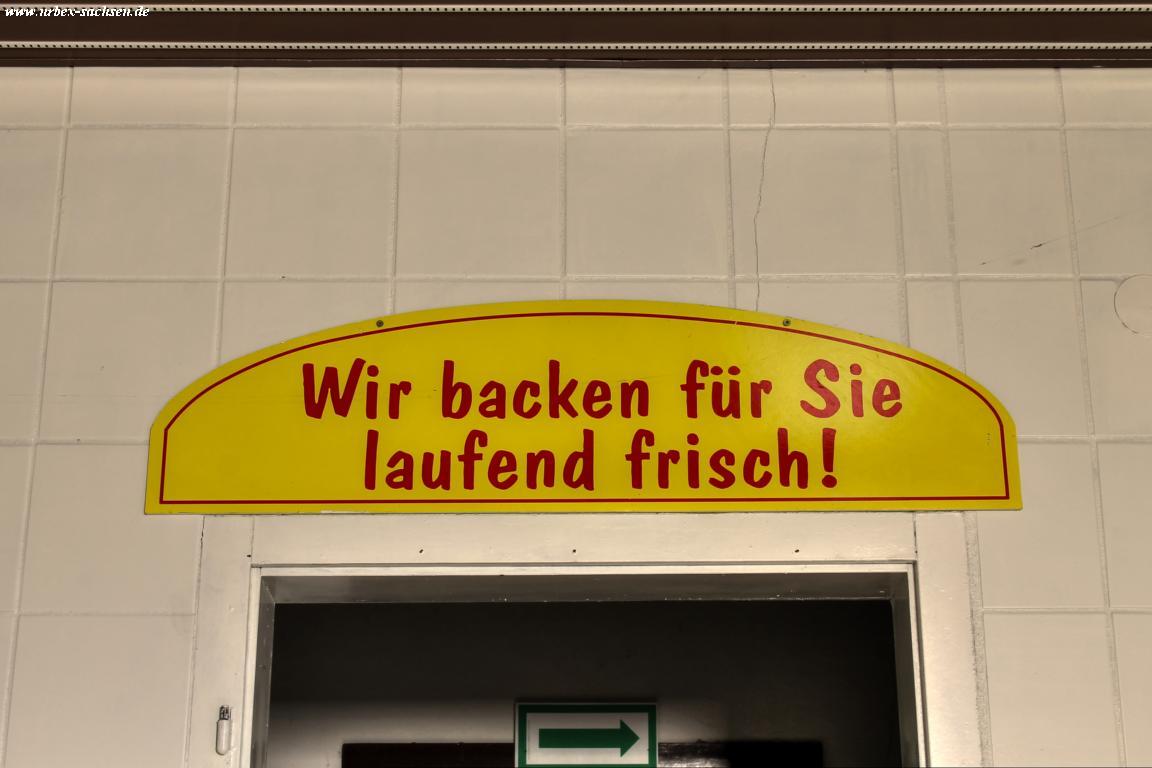 www.urbex-sachsen.de
Wir backen für Sie
laufend frisch!